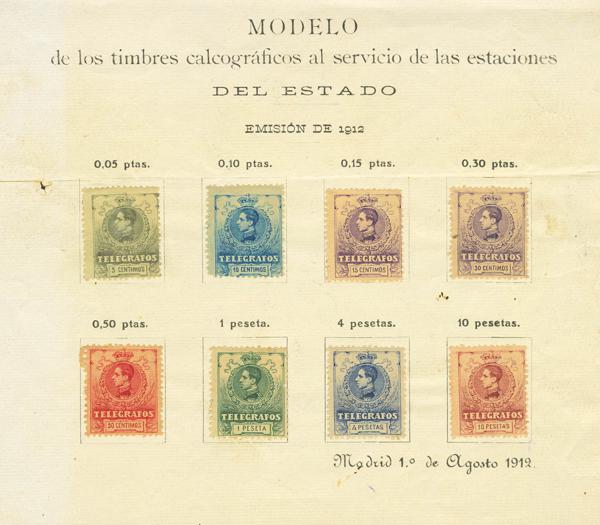 MODELO
de los timbres calcográficos al servicio de las estaciones
DEL ESTADO
EMISIÓN DE 1912
0,05 ptas. 0,10 ptas. 0,15 ptas. 0,30 ptas.
TELEGRAFOS TELEGRAFOS TELEGRAFOS TELEGRAFOS
5 CENTIMOS 10 CENTIMOS 15 CENTIMOS 30 CENTIMOS
0,50 ptas. 1 peseta. 4 pesetas. 10 pesetas.
TELEGRAFOS TELEGRAFOS TELEGRAFOS TELEGRAFOS
50 CENTIMOS 1 PESETA 4 PESETAS 10 PESETAS
Madrid 1.º de Agosto 1912.